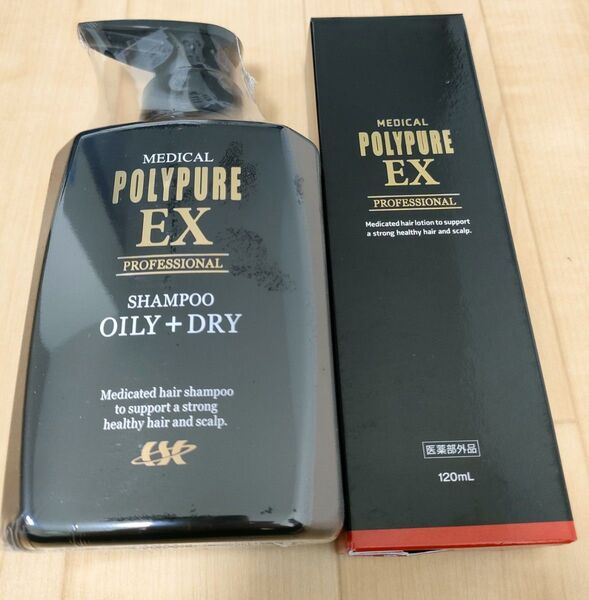 MEDICAL
POLYPURE
EX
PROFESSIONAL
SHAMPOO
OILY + DRY
Medicated hair shampoo
to support a strong
healthy hair and scalp.
MEDICAL
POLYPURE
EX
PROFESSIONAL
Medicated hair lotion to support
a strong healthy hair and scalp.
医薬部外品
120mL